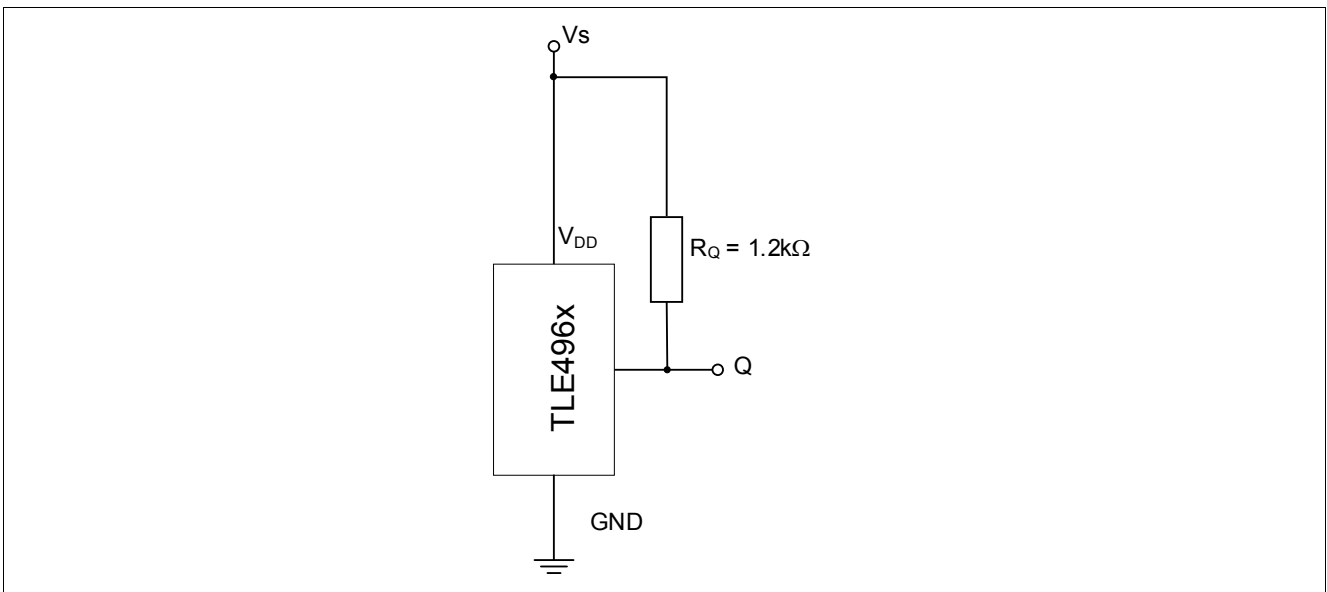 Vs
VDD
RQ = 1.2kΩ
TLE496x
Q
GND